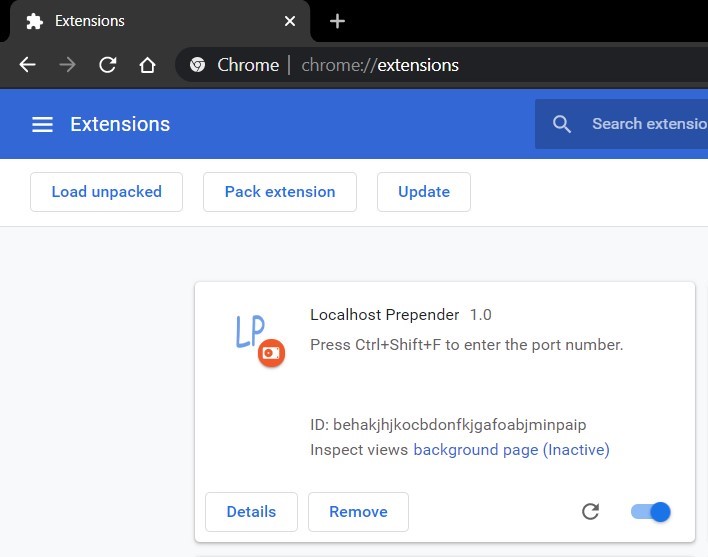 Extensions
Chrome | chrome://extensions
Extensions
Search extensio
Load unpacked
Pack extension
Update
LP
Localhost Prepender 1.0
Press Ctrl+Shift+F to enter the port number.
ID: behakjhjkocbdonfkjgafoabjminpaip
Inspect views background page (Inactive)
Details
Remove